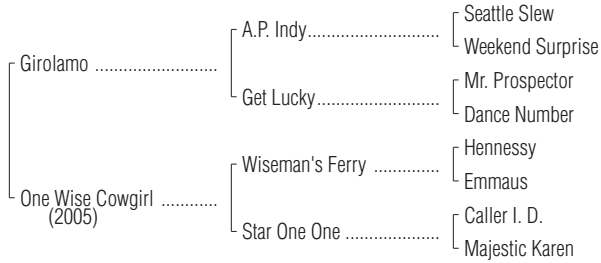 Seattle Slew
A.P. Indy..............................
Weekend Surprise
Girolamo ............................
Mr. Prospector
Get Lucky............................
Dance Number
Hennessy
Wiseman's Ferry ...............
Emmaus
One Wise Cowgirl .............
(2005)
Caller I. D.
Star One One ......................
Majestic Karen